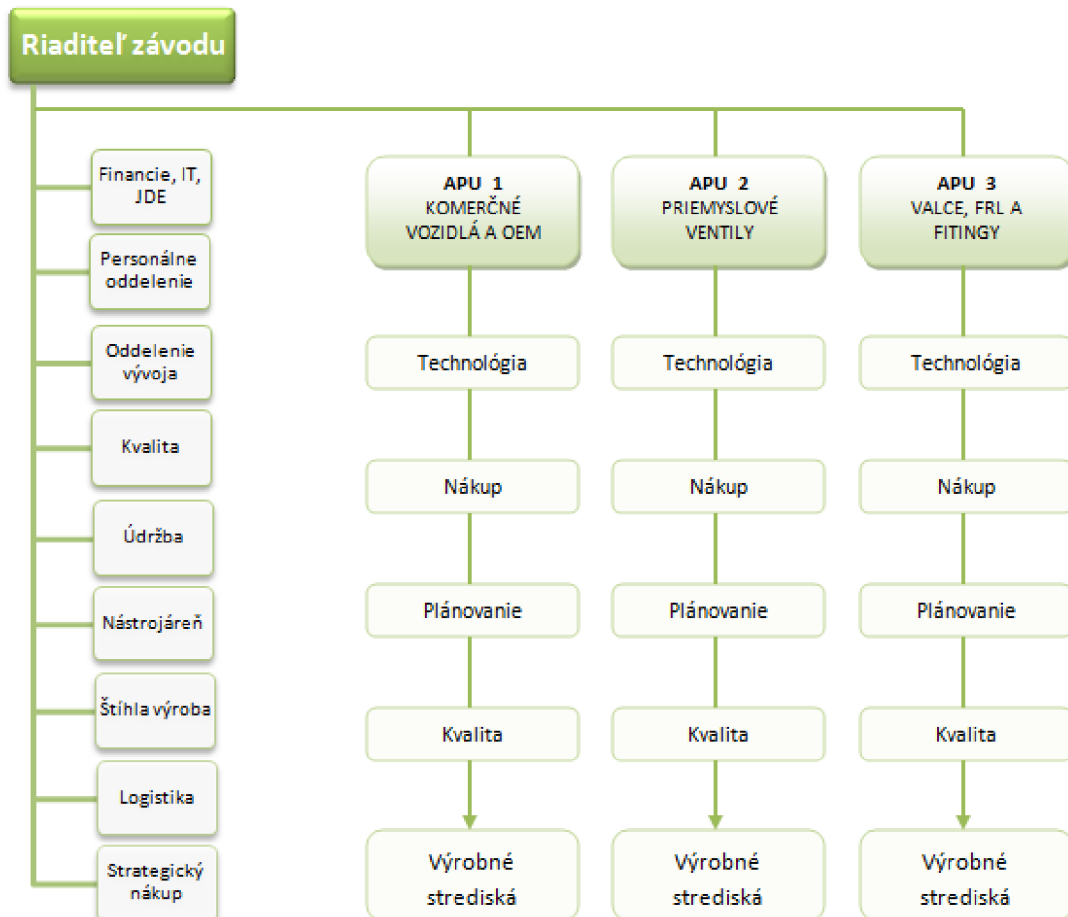 Riaditeľ závodu
Financie, IT,
JDE
Personálne
oddelenie
Oddelenie
vývoja
Kvalita
Údržba
Nástrojáreň
Štíhla výroba
Logistika
Strategický
nákup
APU 1
KOMERČNÉ
VOZIDLÁ A OEM
Technológia
Nákup
Plánovanie
Kvalita
Výrobné
strediská
APU 2
PRIEMYSLOVÉ
VENTILY
Technológia
Nákup
Plánovanie
Kvalita
Výrobné
strediská
APU 3
VALCE, FRL A
FITINGY
Technológia
Nákup
Plánovanie
Kvalita
Výrobné
strediská